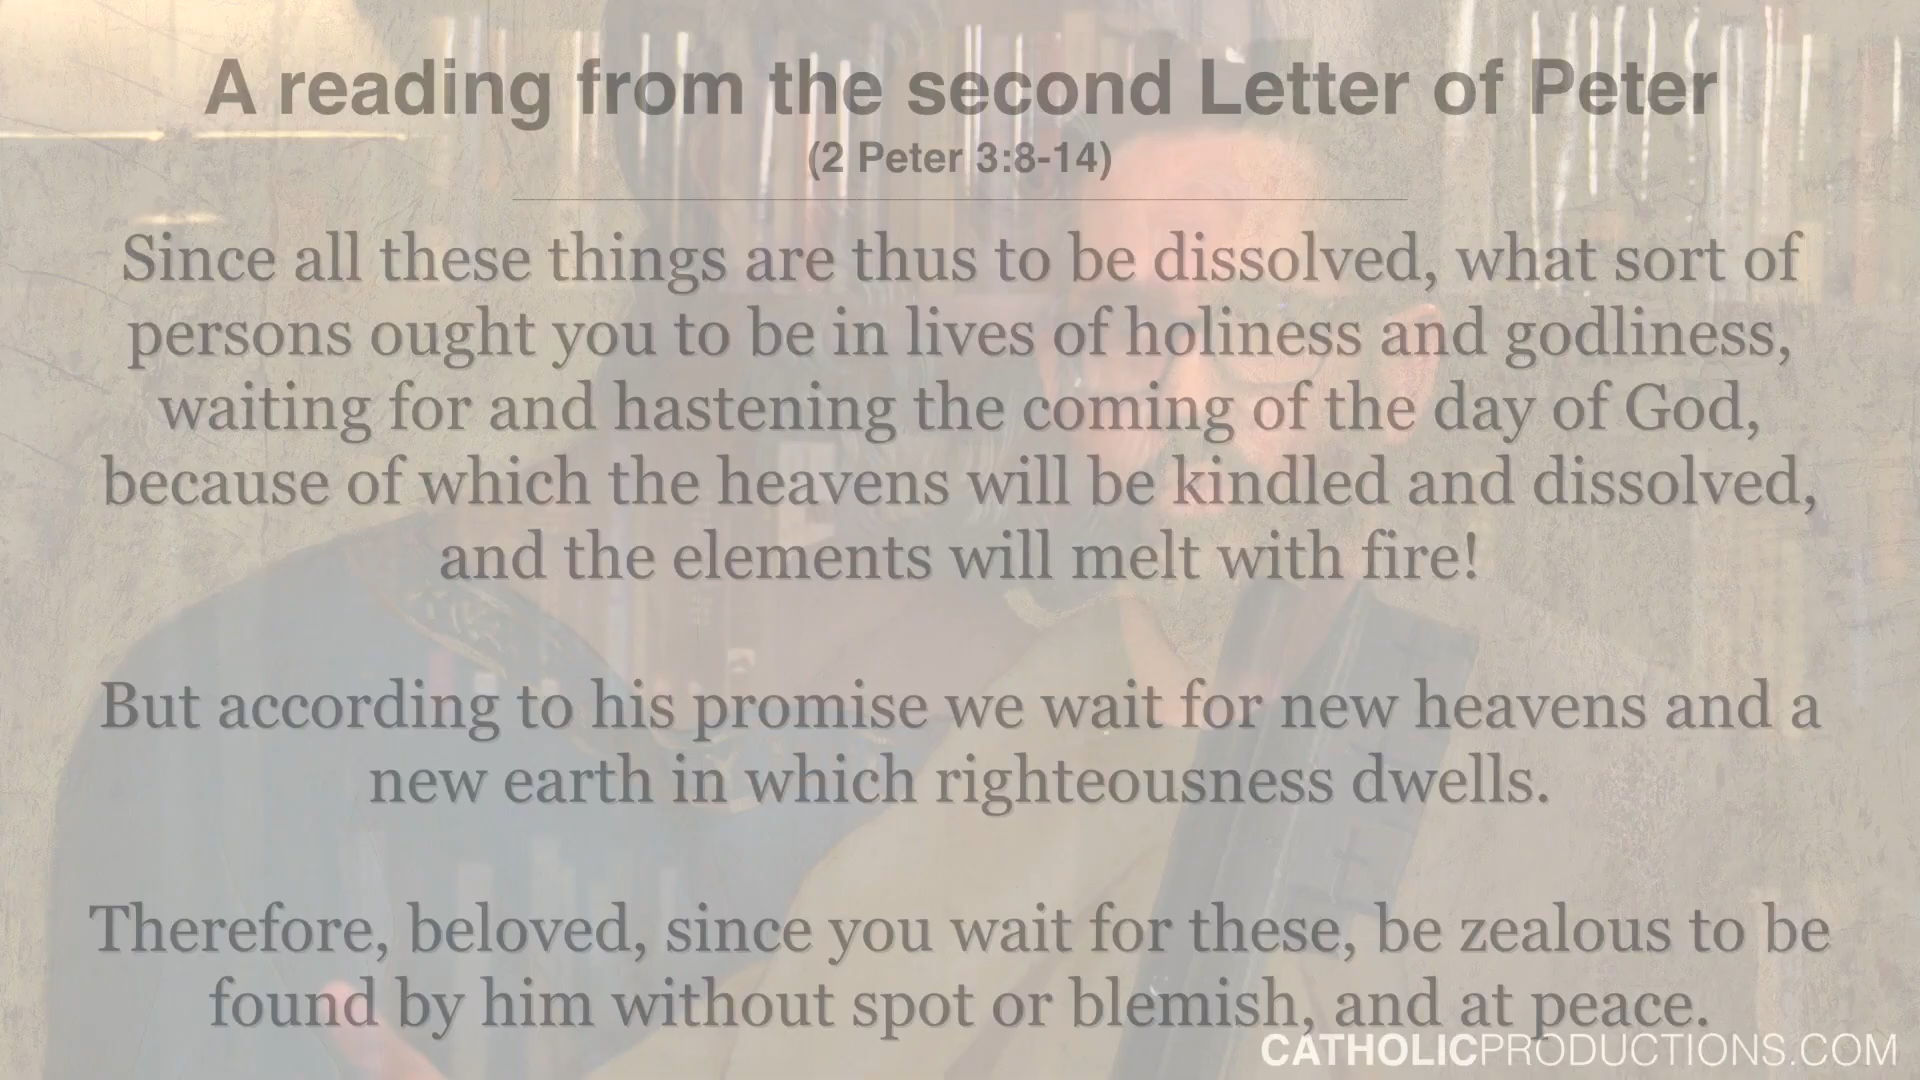 A reading from the second Letter of Peter
(2 Peter 3:8-14)
Since all these things are thus to be dissolved, what sort of
persons ought you to be in lives of holiness and godliness,
waiting for and hastening the coming of the day of God,
because of which the heavens will be kindled and dissolved,
and the elements will melt with fire!
But according to his promise we wait for new heavens and a
new earth in which righteousness dwells.
Therefore, beloved, since you wait for these, be zealous to be
found by him without spot or blemish, and at peace.
CATHOLICPRODUCTIONS.COM